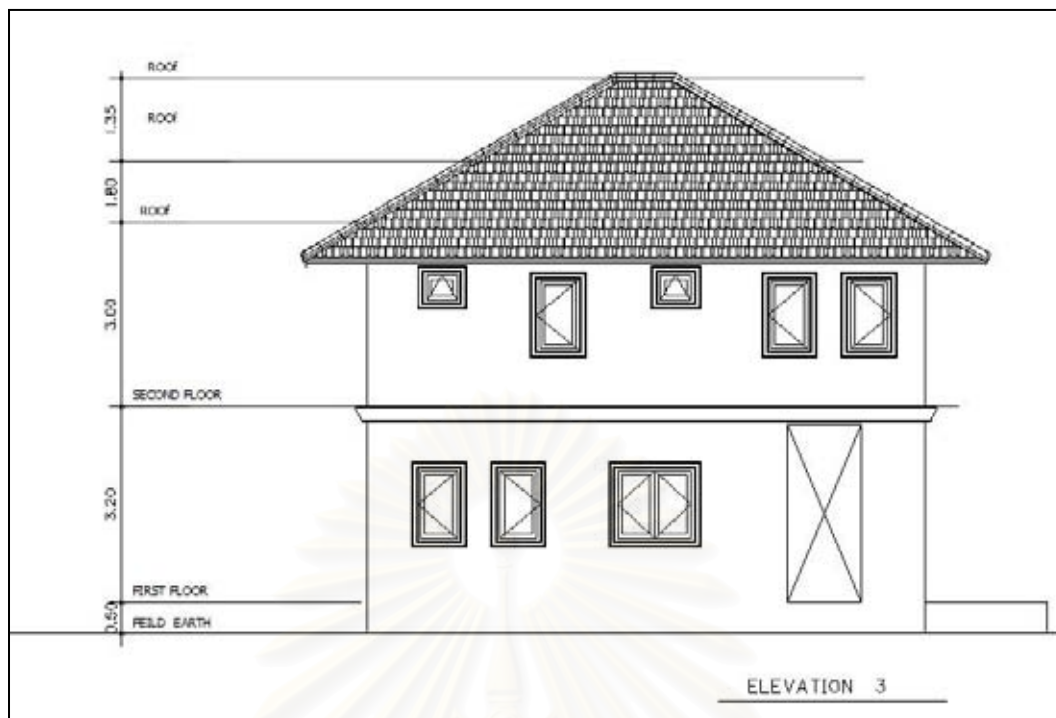 ROOf
1.35
ROOf
1.80
ROOf
3.00
SECOND FLOOR
3.20
FIRST FLOOR
0.50
FEILD EARTH
ELEVATION 3